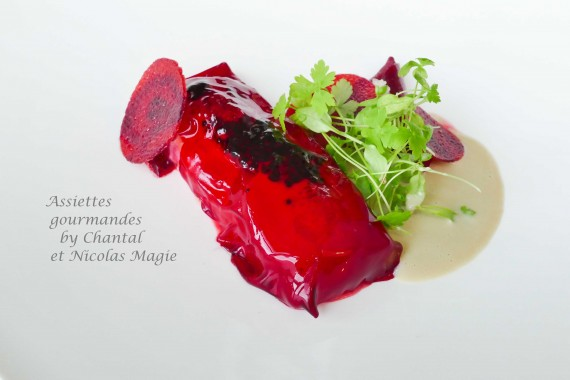 Assiettes
gourmandes
by Chantal
et Nicolas Magie